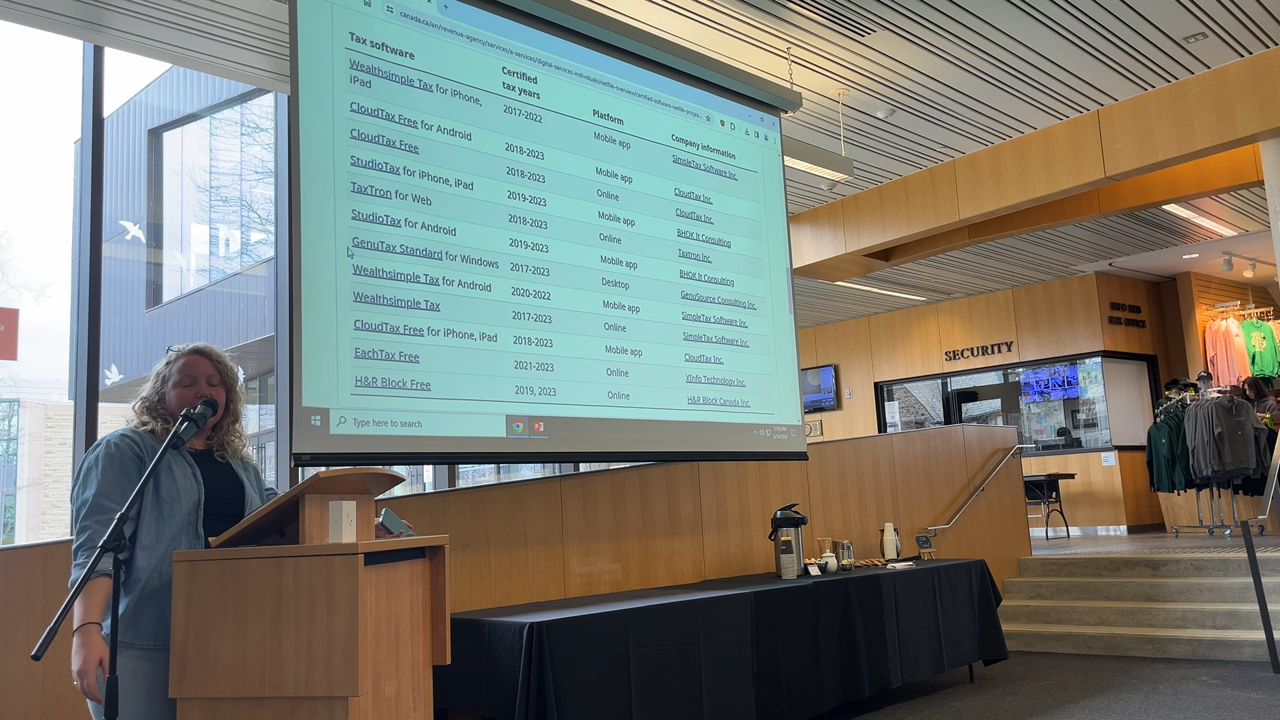 canada.ca/en/revenue-agency/services/e-services/digital-services-individuals/netfile-overview/certified-software-netfile-progra...
Tax software Certified tax years Platform Company information
Wealthsimple Tax for iPhone, iPad 2017-2022 Mobile app SimpleTax Software Inc.
CloudTax Free for Android 2018-2023 Mobile app CloudTax Inc.
CloudTax Free 2018-2023 Online CloudTax Inc.
StudioTax for iPhone, iPad 2019-2023 Mobile app BHOK It Consulting
TaxTron for Web 2018-2023 Online Taxtron Inc.
StudioTax for Android 2019-2023 Mobile app BHOK It Consulting
GenuTax Standard for Windows 2017-2023 Desktop GenuSource Consulting Inc.
Wealthsimple Tax for Android 2020-2022 Mobile app SimpleTax Software Inc.
Wealthsimple Tax 2017-2023 Online SimpleTax Software Inc.
CloudTax Free for iPhone, iPad 2018-2023 Mobile app CloudTax Inc.
EachTax Free 2021-2023 Online Xinfo Technology Inc.
H&R Block Free 2019, 2023 Online H&R Block Canada Inc.
Type here to search
SECURITY
INFO HUB
BOX OFFICE